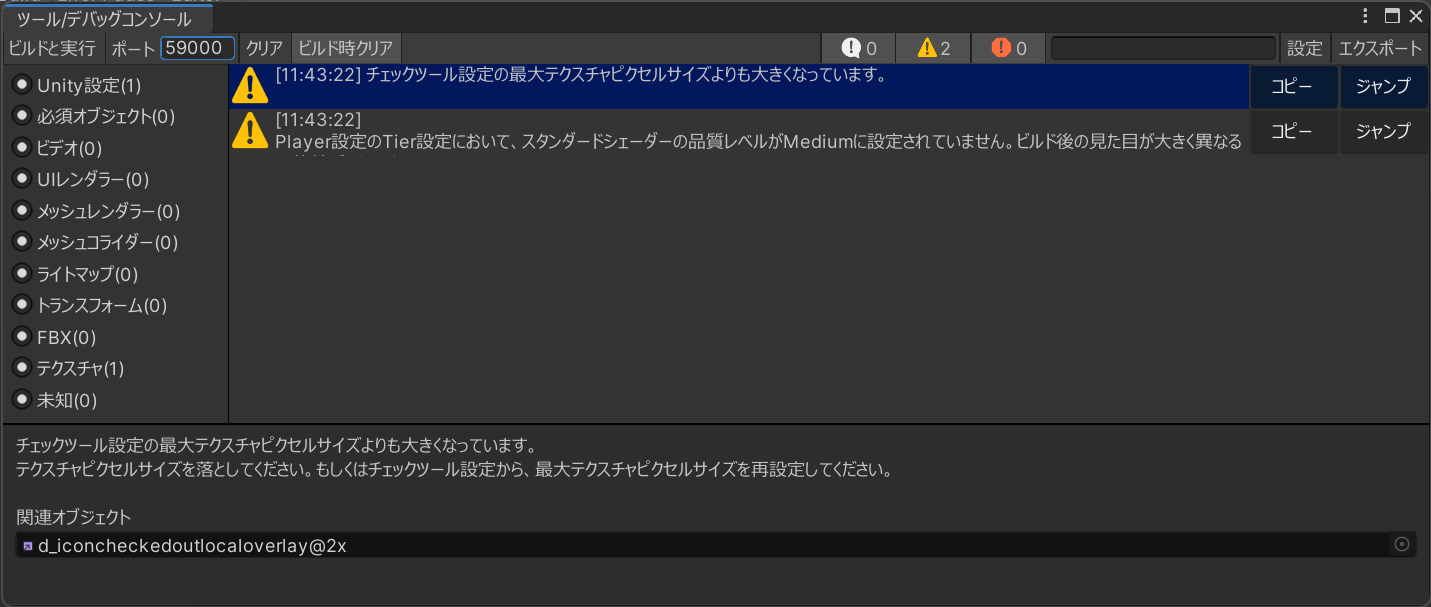 ツール/デバッグコンソール
ビルドと実行 ポート 59000 クリア ビルド時クリア 0 2 0 設定 エクスポート
Unity設定(1)
必須オブジェクト(0)
ビデオ(0)
UIレンダラー(0)
メッシュレンダラー(0)
メッシュコライダー(0)
ライトマップ(0)
トランスフォーム(0)
FBX(0)
テクスチャ(1)
未知(0)
[11:43:22] チェックツール設定の最大テクスチャピクセルサイズよりも大きくなっています。 コピー ジャンプ
[11:43:22]
Player設定のTier設定において、スタンダードシェーダーの品質レベルがMediumに設定されていません。ビルド後の見た目が大きく異なる コピー ジャンプ
チェックツール設定の最大テクスチャピクセルサイズよりも大きくなっています。
テクスチャピクセルサイズを落としてください。もしくはチェックツール設定から、最大テクスチャピクセルサイズを再設定してください。
関連オブジェクト
d_iconcheckedoutlocaloverlay@2x